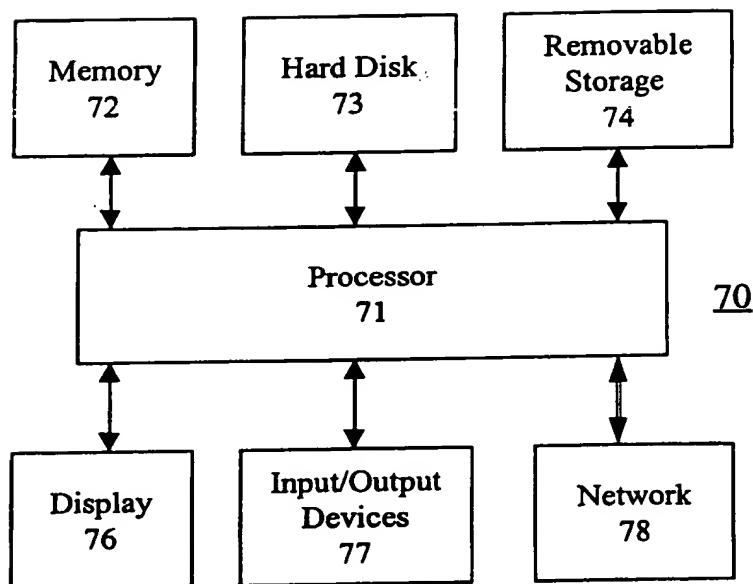 Memory
72
Hard Disk
73
Removable
Storage
74
Processor
71
70
Display
76
Input/Output
Devices
77
Network
78